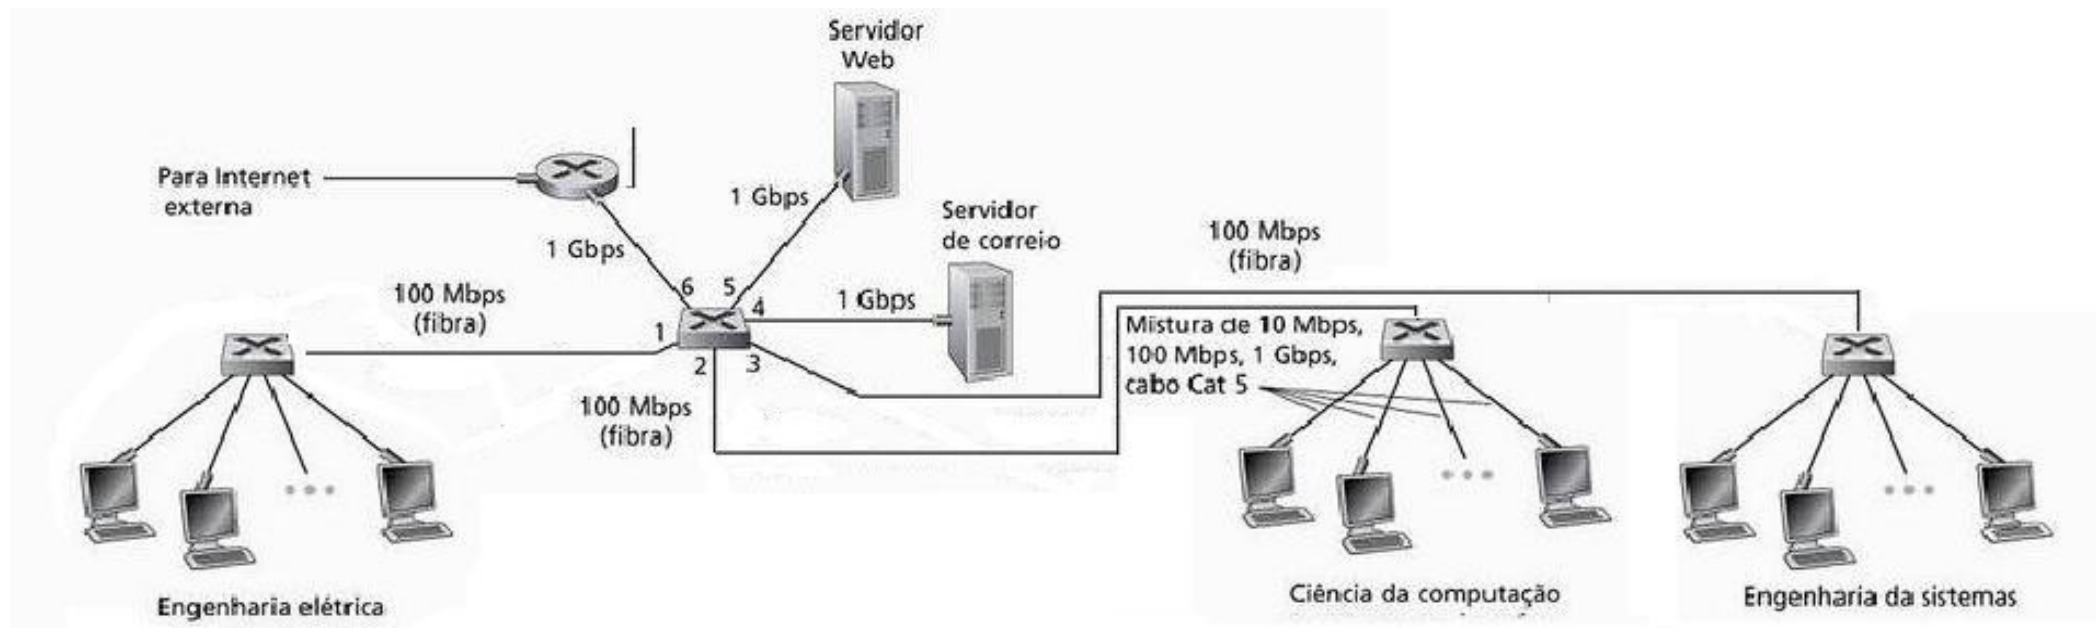 Servidor
Web
Para Internet
externa
1 Gbps
1 Gbps
Servidor
de correio
100 Mbps
(fibra)
100 Mbps
(fibra)
6
5
4
1 Gbps
1
2
3
Mistura de 10 Mbps,
100 Mbps, 1 Gbps,
cabo Cat 5
100 Mbps
(fibra)
Engenharia elétrica
Ciência da computação
Engenharia da sistemas